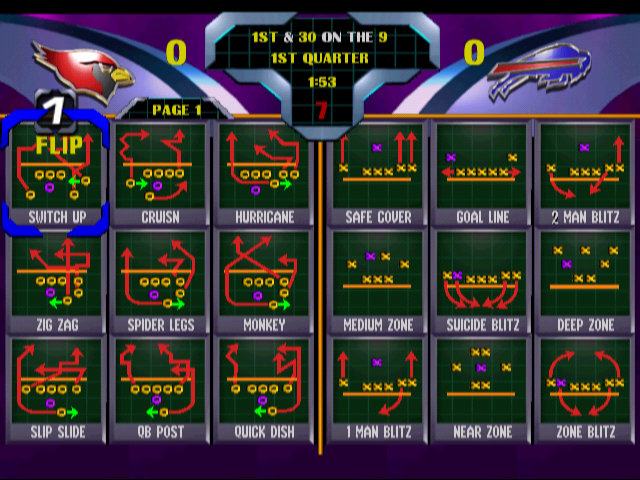 1ST & 30 ON THE 9
0
0
1ST QUARTER
1:53
7
1
PAGE 1
FLIP
SWITCH UP
CRUISN
HURRICANE
SAFE COVER
GOAL LINE
2 MAN BLITZ
ZIG ZAG
SPIDER LEGS
MONKEY
MEDIUM ZONE
SUICIDE BLITZ
DEEP ZONE
SLIP SLIDE
QB POST
QUICK DISH
1 MAN BLITZ
NEAR ZONE
ZONE BLITZ